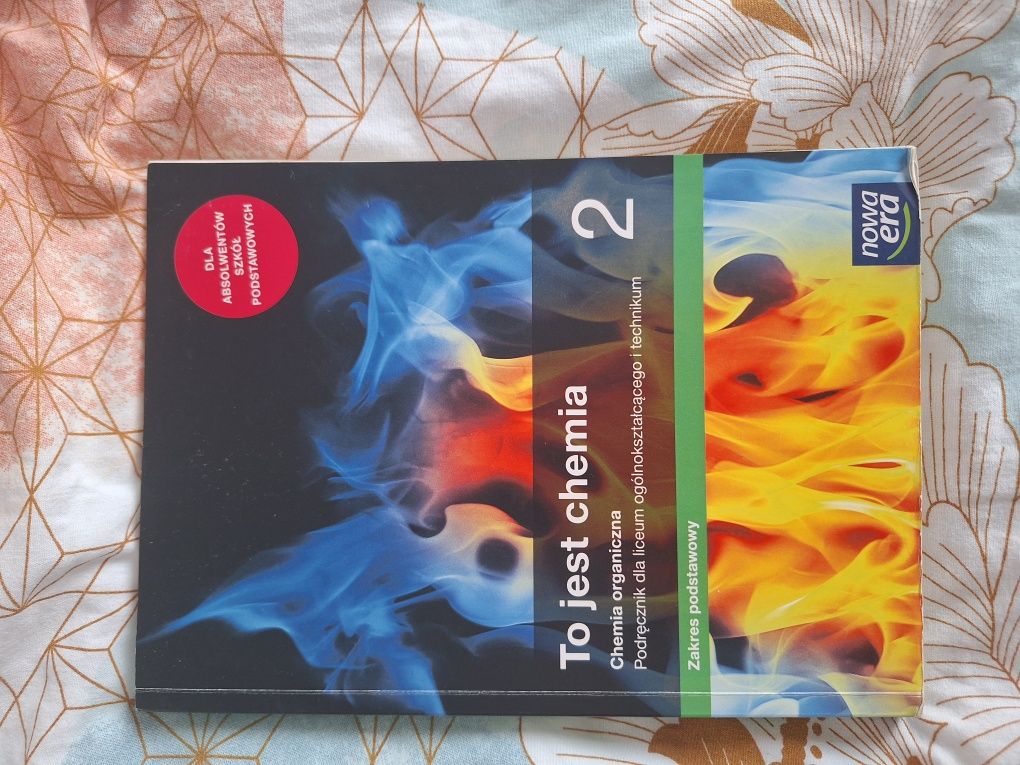 DLA
ABSOLWENTÓW
SZKÓŁ
PODSTAWOWYCH
To jest chemia
2
Chemia organiczna
Podręcznik dla liceum ogólnokształcącego i technikum
Zakres podstawowy
nowa
era